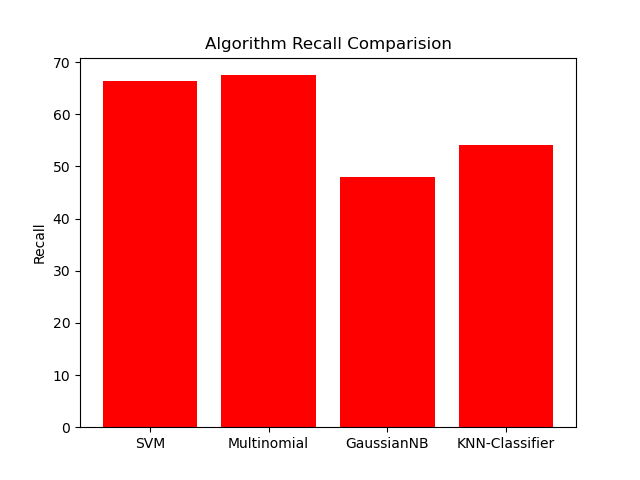 Algorithm Recall Comparision
70
60
50
40
30
20
10
0
Recall
SVM
Multinomial
GaussianNB
KNN-Classifier